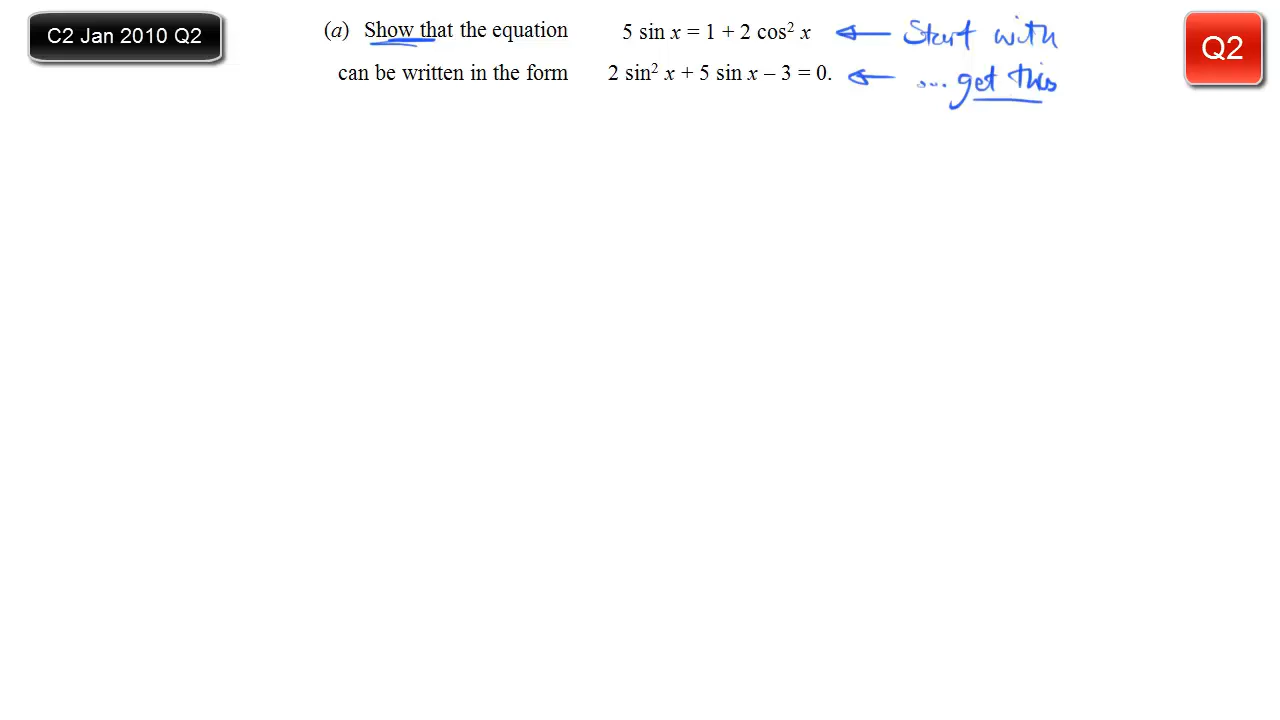 C2 Jan 2010 Q2
(a) Show that the equation 5 sin x = 1 + 2 cos² x ← Start with
can be written in the form 2 sin² x + 5 sin x − 3 = 0. ← ... get this
Q2